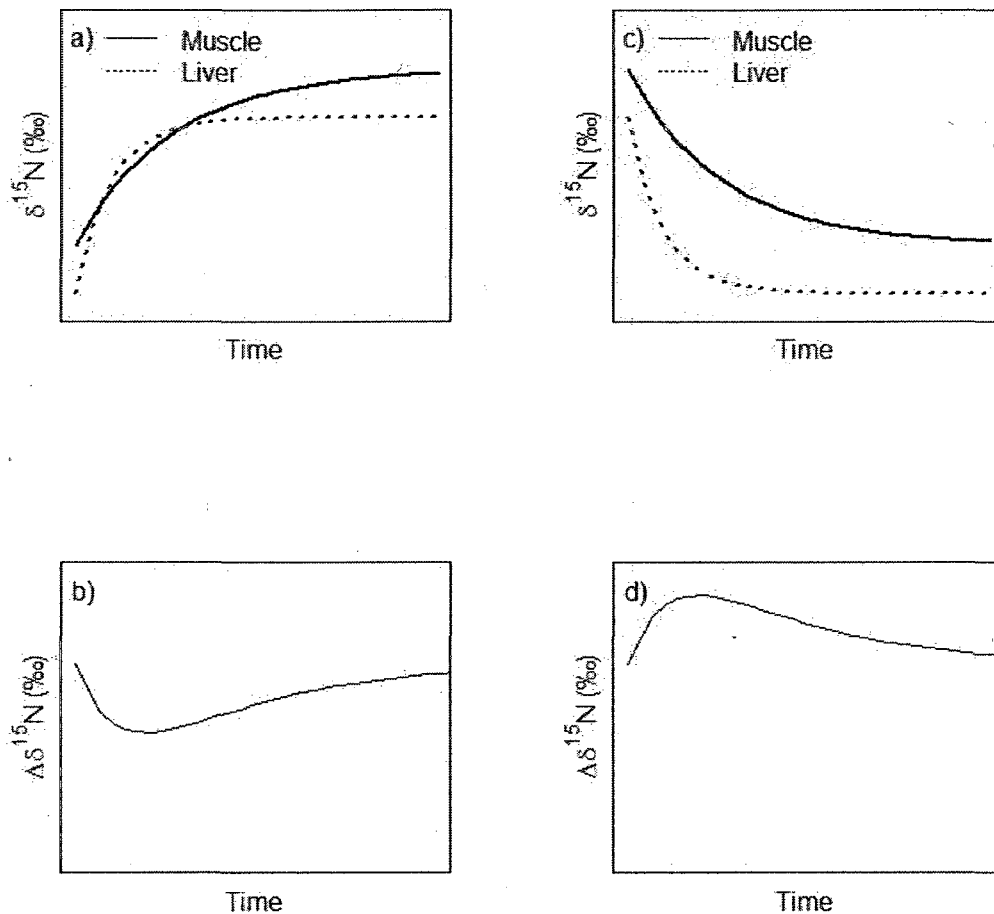 a)
Muscle
Liver
δ¹⁵N (‰)
Time
c)
Muscle
Liver
δ¹⁵N (‰)
Time
b)
Δδ¹⁵N (‰)
Time
d)
Δδ¹⁵N (‰)
Time